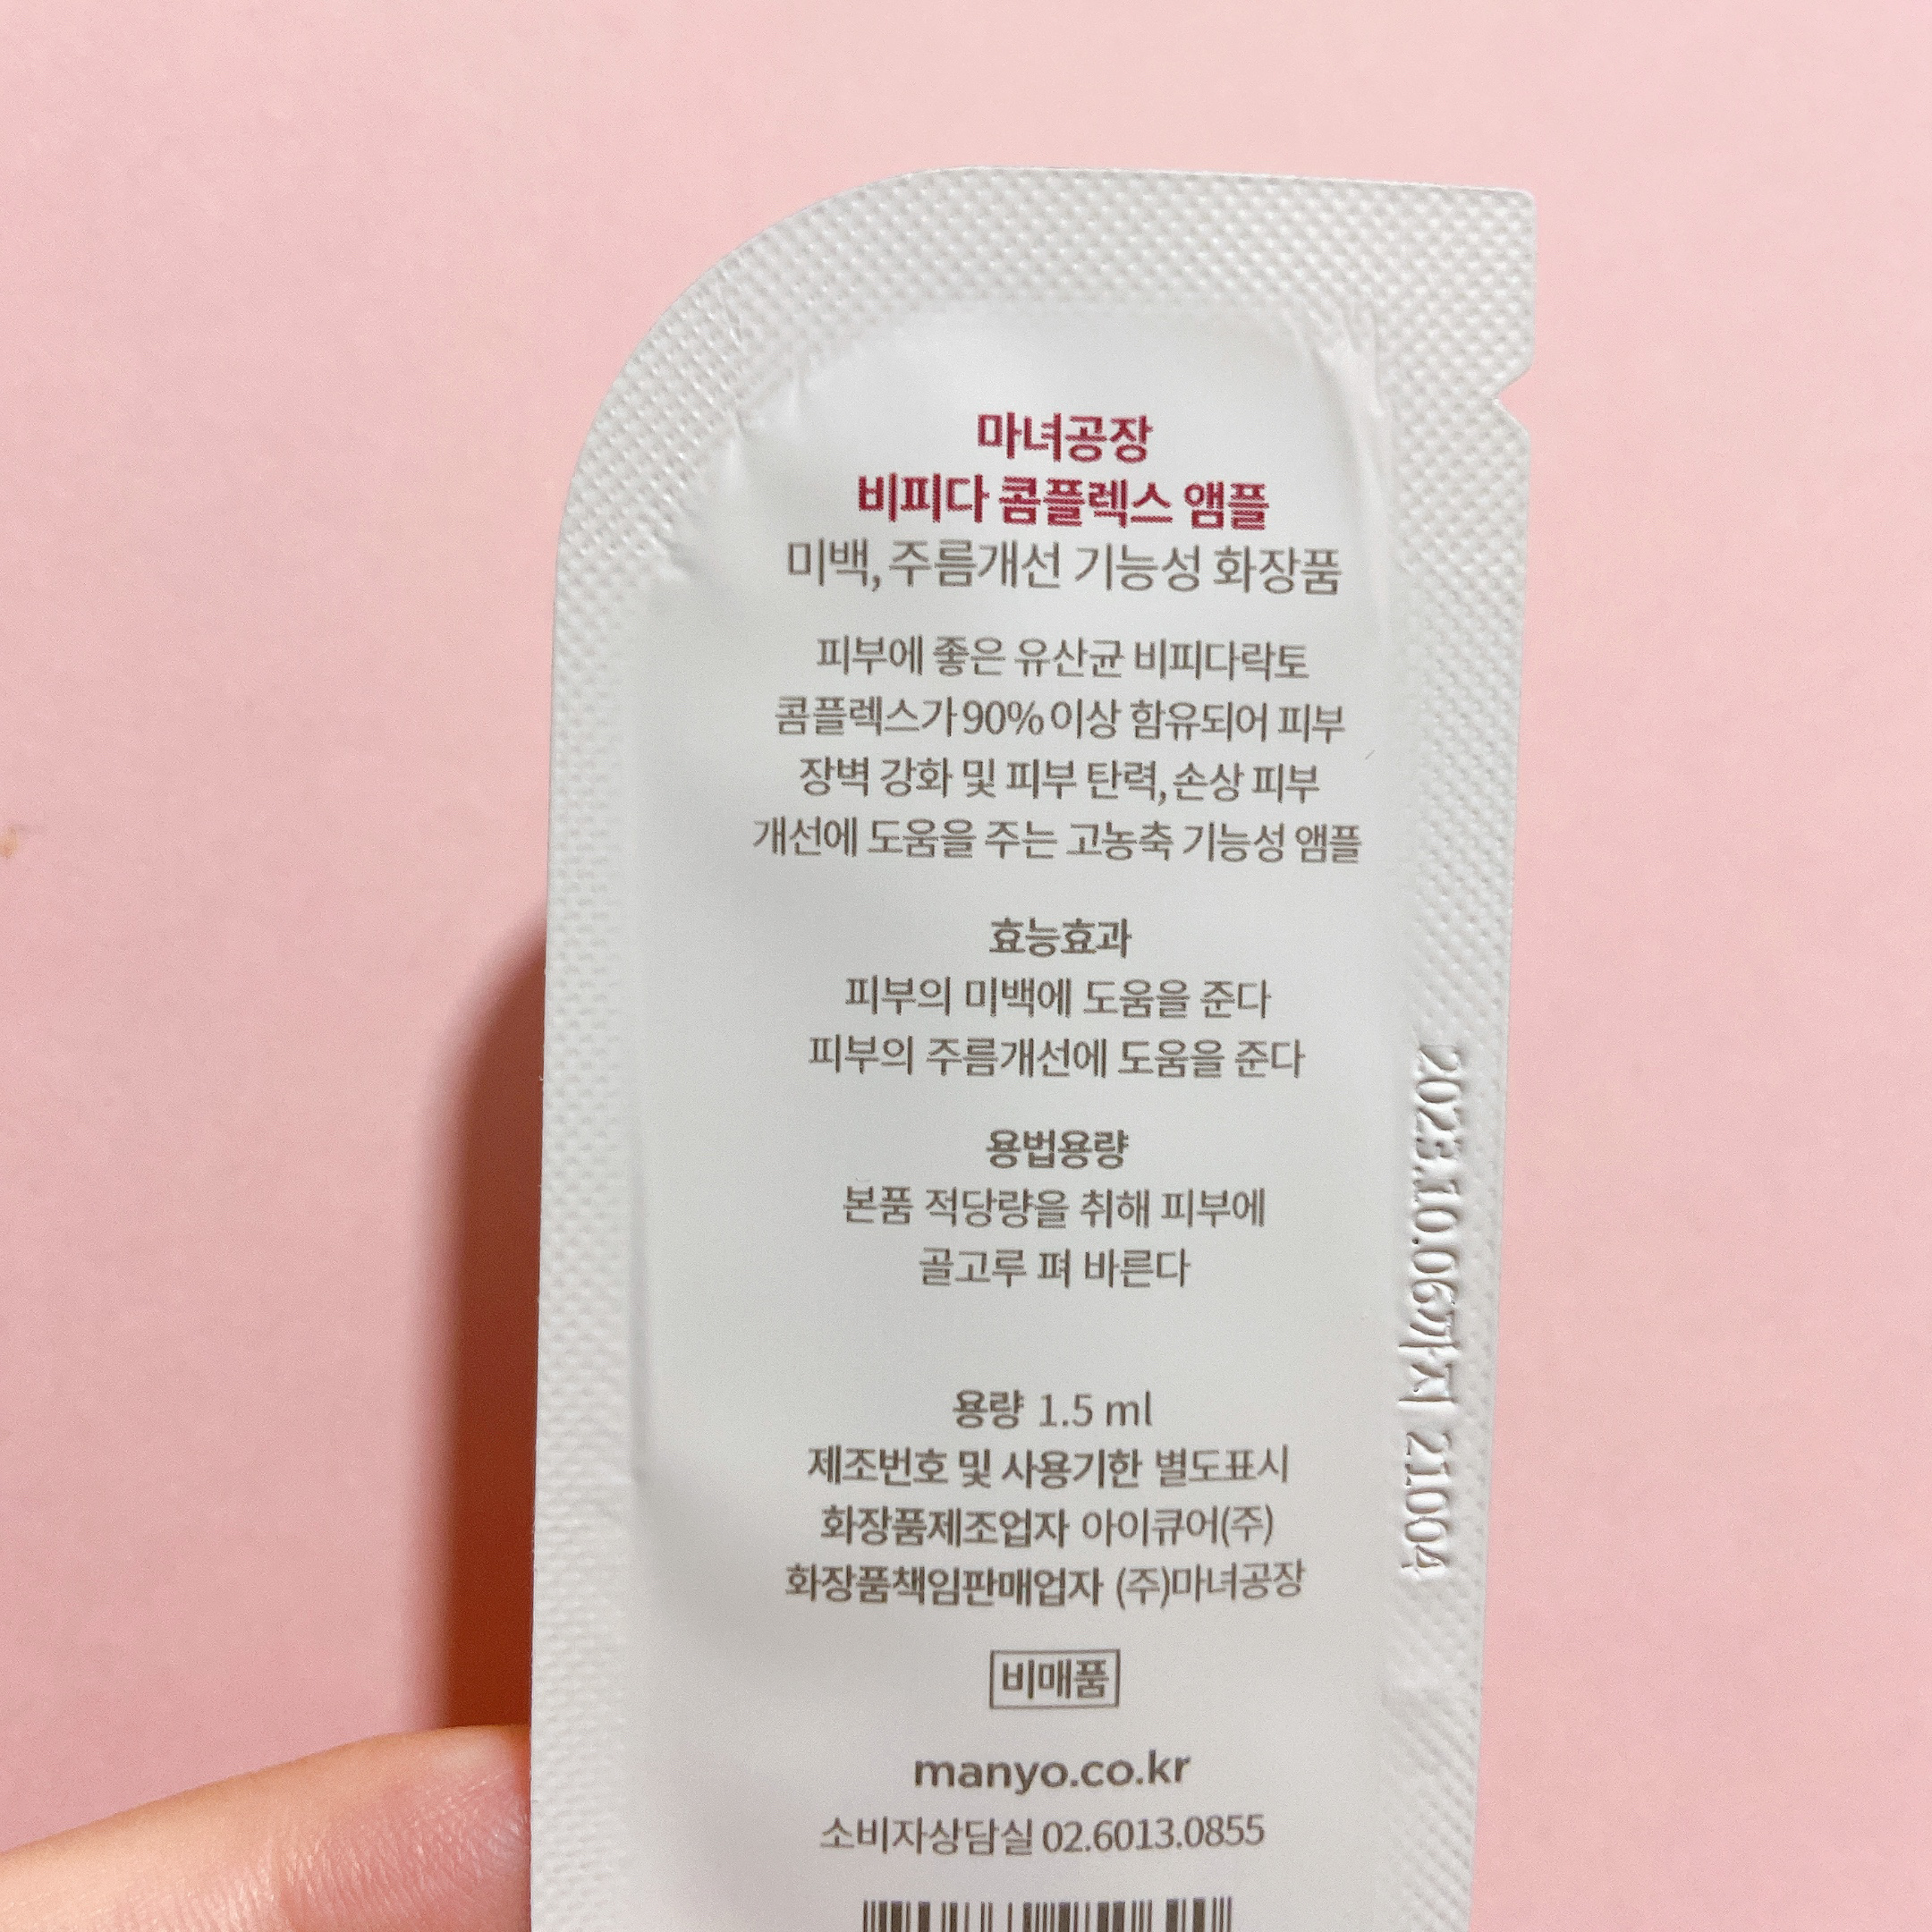 마녀공장
비피다 콤플렉스 앰플
미백, 주름개선 기능성 화장품
피부에 좋은 유산균 비피다락토
콤플렉스가 90% 이상 함유되어 피부
장벽 강화 및 피부 탄력, 손상 피부
개선에 도움을 주는 고농축 기능성 앰플
효능효과
피부의 미백에 도움을 준다
피부의 주름개선에 도움을 준다
용법용량
본품 적당량을 취해 피부에
골고루 펴 바른다
용량 1.5 ml
제조번호 및 사용기한 별도표시
화장품제조업자 아이큐어(주)
화장품책임판매업자 (주)마녀공장
비매품
manyo.co.kr
소비자상담실 02.6013.0855
2023.10.06까지 21004